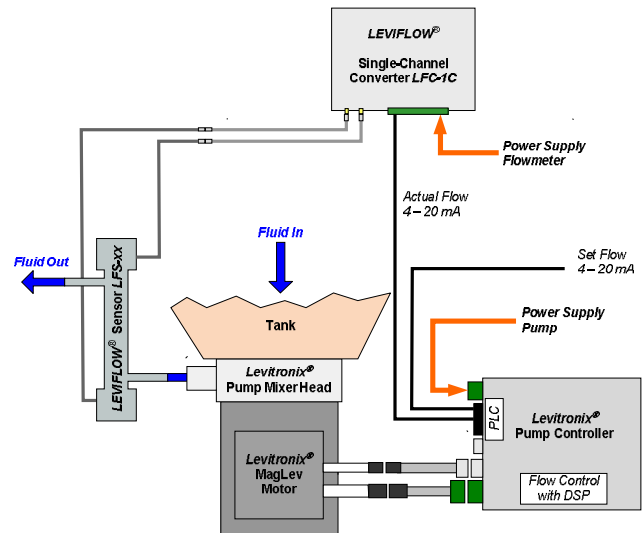 LEVIFLOW®
Single-Channel
Converter LFC-1C
Power Supply
Flowmeter
Actual Flow
4 – 20 mA
Fluid In
Set Flow
4 – 20 mA
Fluid Out
LEVIFLOW® Sensor LFS-xx
Tank
Power Supply
Pump
Levitronix®
Pump Mixer Head
PLC
Levitronix®
Pump Controller
Levitronix®
MagLev
Motor
Flow Control
with DSP